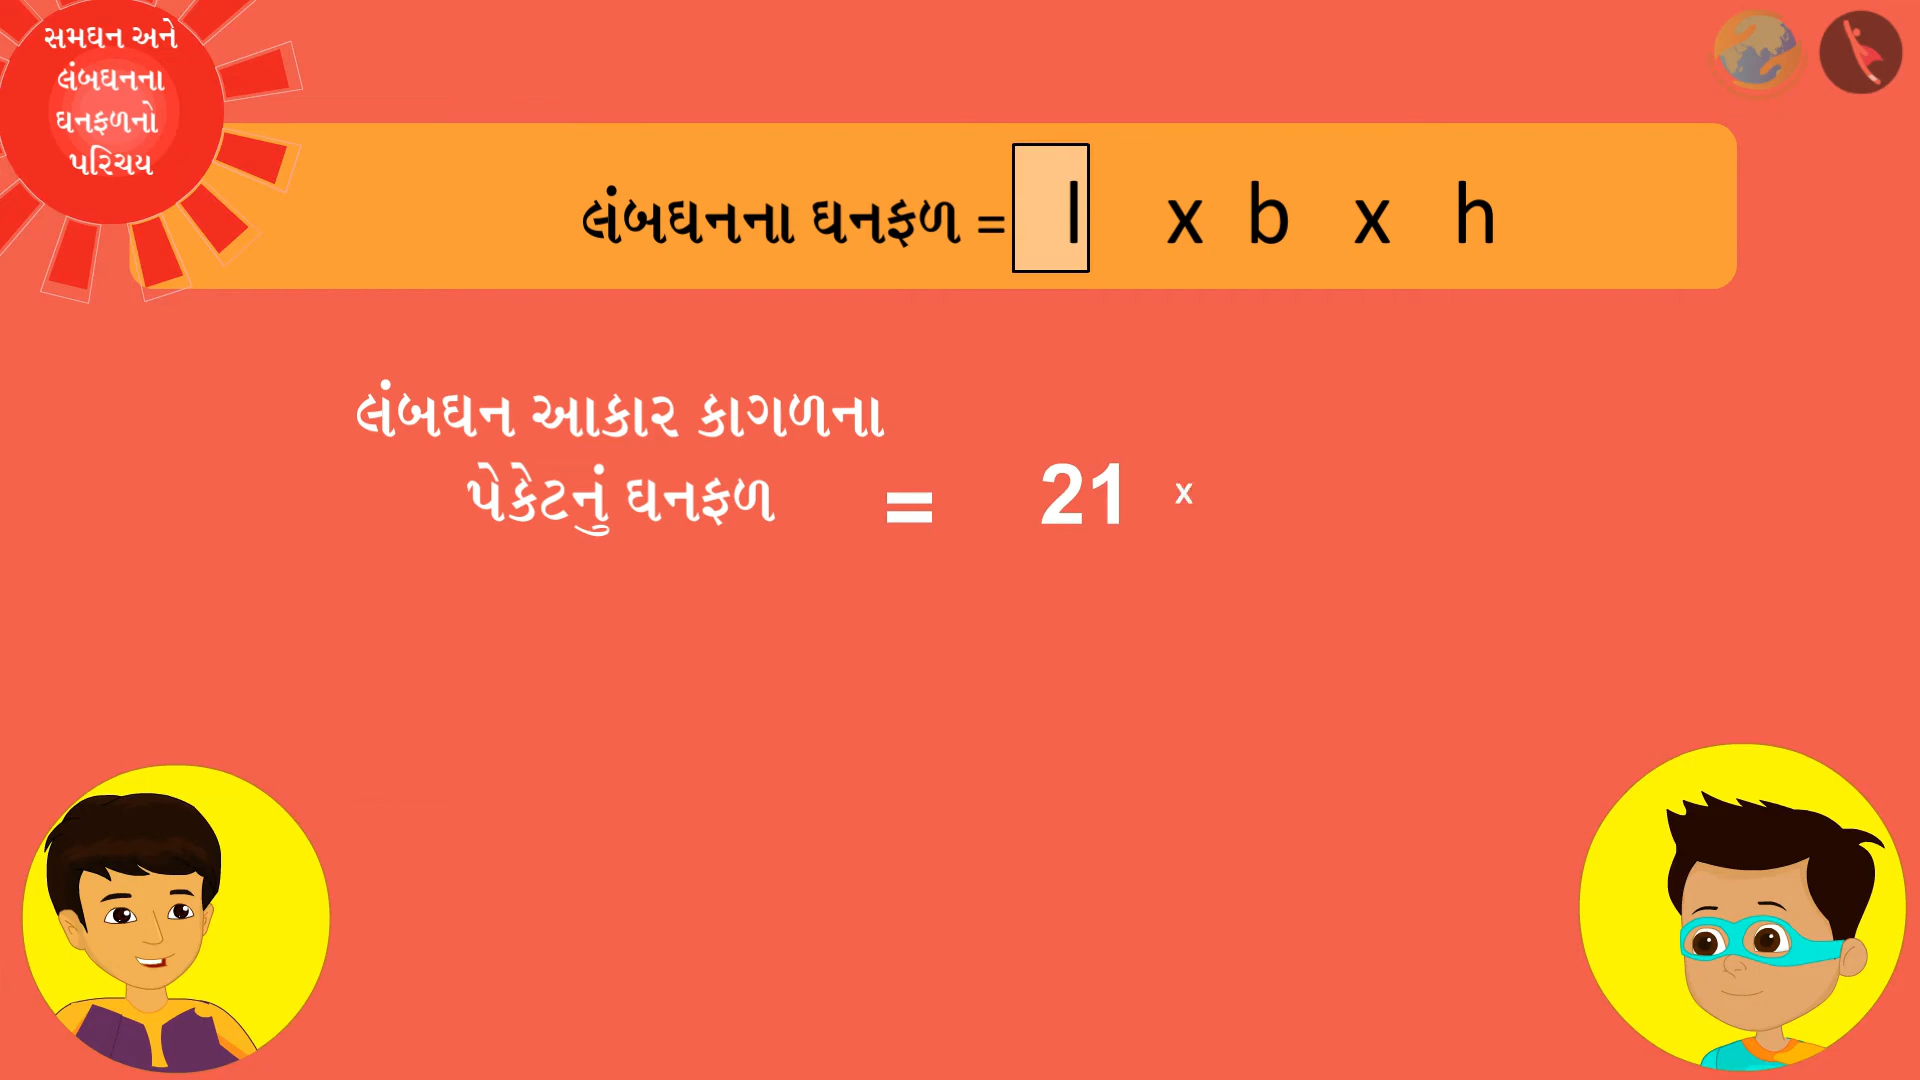 સમઘન અને
લંબઘનના
ઘનફળનો
પરિચય
લંબઘનના ઘનફળ = l x b x h
લંબઘન આકાર કાગળના
પેકેટનું ઘનફળ = 21 x